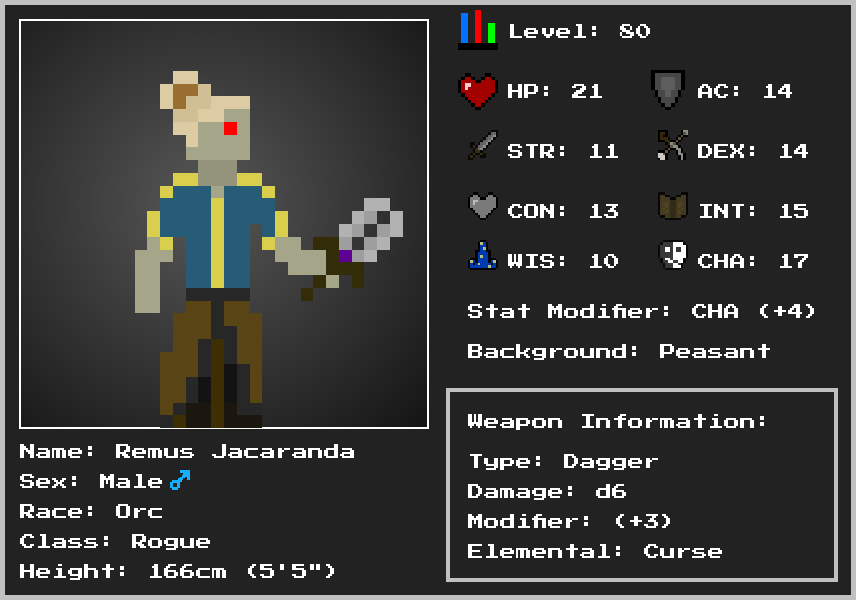 Level: 80
HP: 21 AC: 14
STR: 11 DEX: 14
CON: 13 INT: 15
WIS: 10 CHA: 17
Stat Modifier: CHA (+4)
Background: Peasant
Weapon Information:
Type: Dagger
Damage: d6
Modifier: (+3)
Elemental: Curse
Name: Remus Jacaranda
Sex: Male ♂
Race: Orc
Class: Rogue
Height: 166cm (5'5")